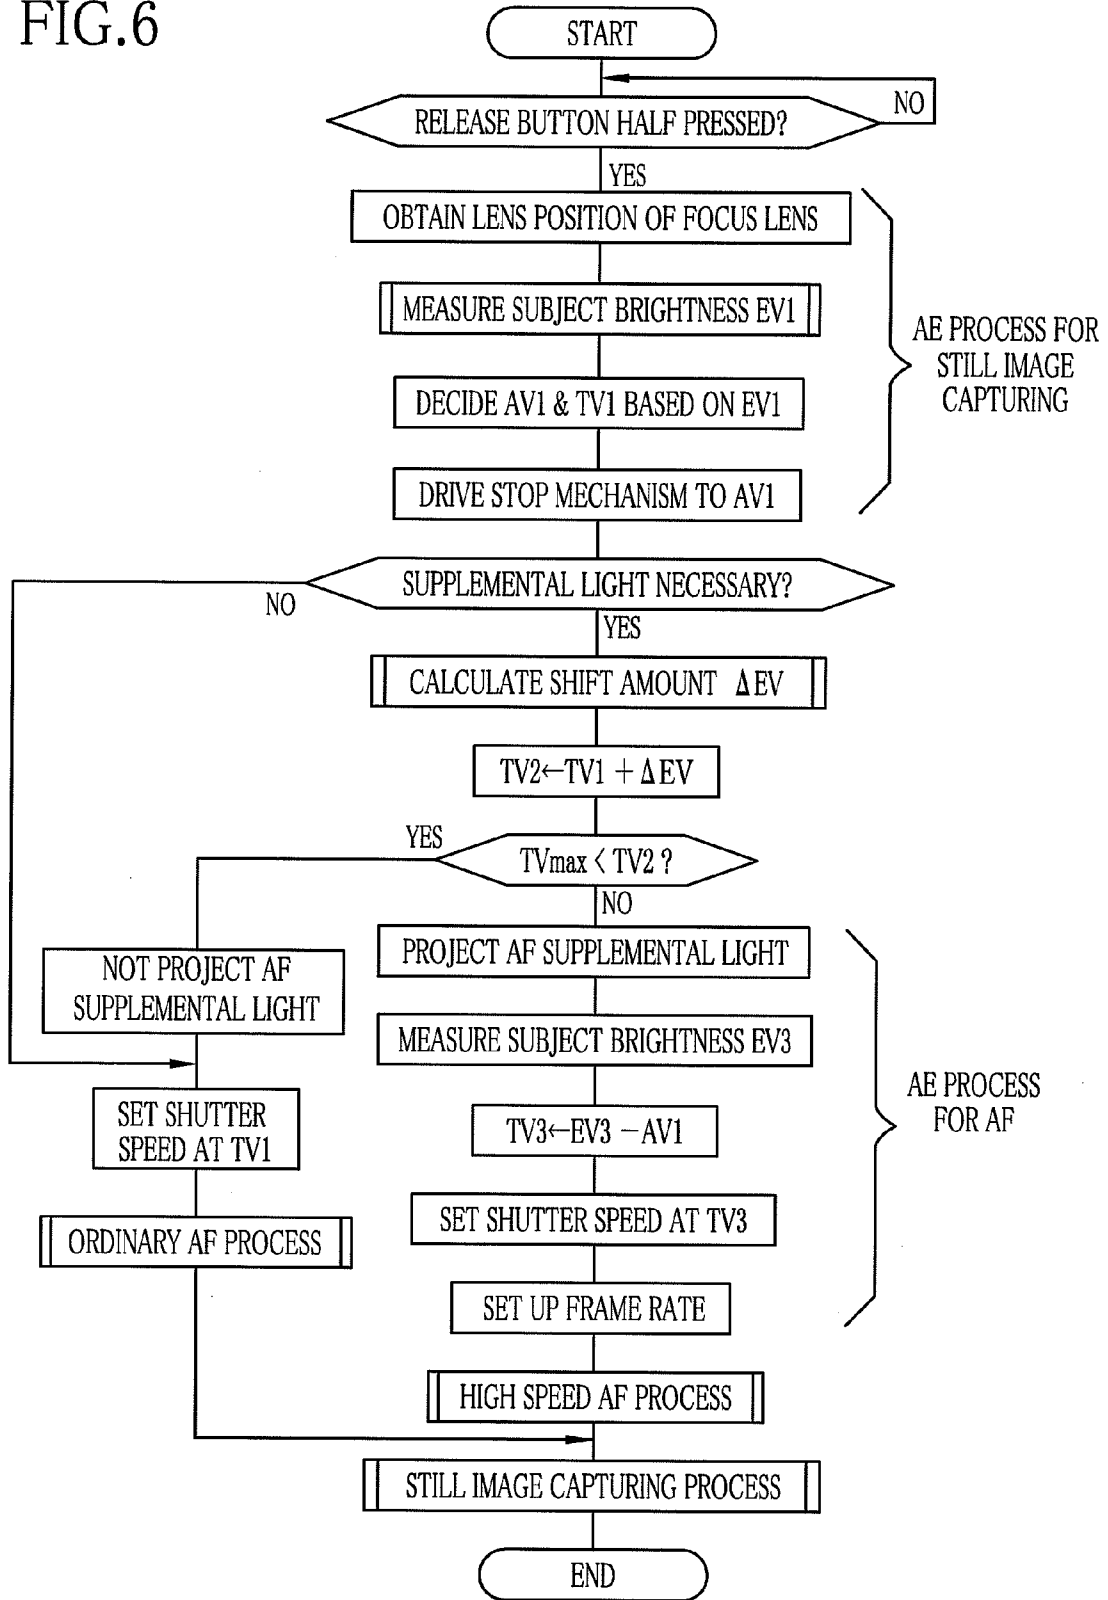 FIG.6
START
NO
RELEASE BUTTON HALF PRESSED?
YES
OBTAIN LENS POSITION OF FOCUS LENS
MEASURE SUBJECT BRIGHTNESS EV1
AE PROCESS FOR
STILL IMAGE
CAPTURING
DECIDE AV1 & TV1 BASED ON EV1
DRIVE STOP MECHANISM TO AV1
SUPPLEMENTAL LIGHT NECESSARY?
NO
YES
CALCULATE SHIFT AMOUNT ΔEV
TV2←TV1 + ΔEV
YES
TVmax < TV2 ?
NO
PROJECT AF SUPPLEMENTAL LIGHT
NOT PROJECT AF
SUPPLEMENTAL LIGHT
MEASURE SUBJECT BRIGHTNESS EV3
AE PROCESS
FOR AF
SET SHUTTER
SPEED AT TV1
TV3←EV3 −AV1
SET SHUTTER SPEED AT TV3
ORDINARY AF PROCESS
SET UP FRAME RATE
HIGH SPEED AF PROCESS
STILL IMAGE CAPTURING PROCESS
END